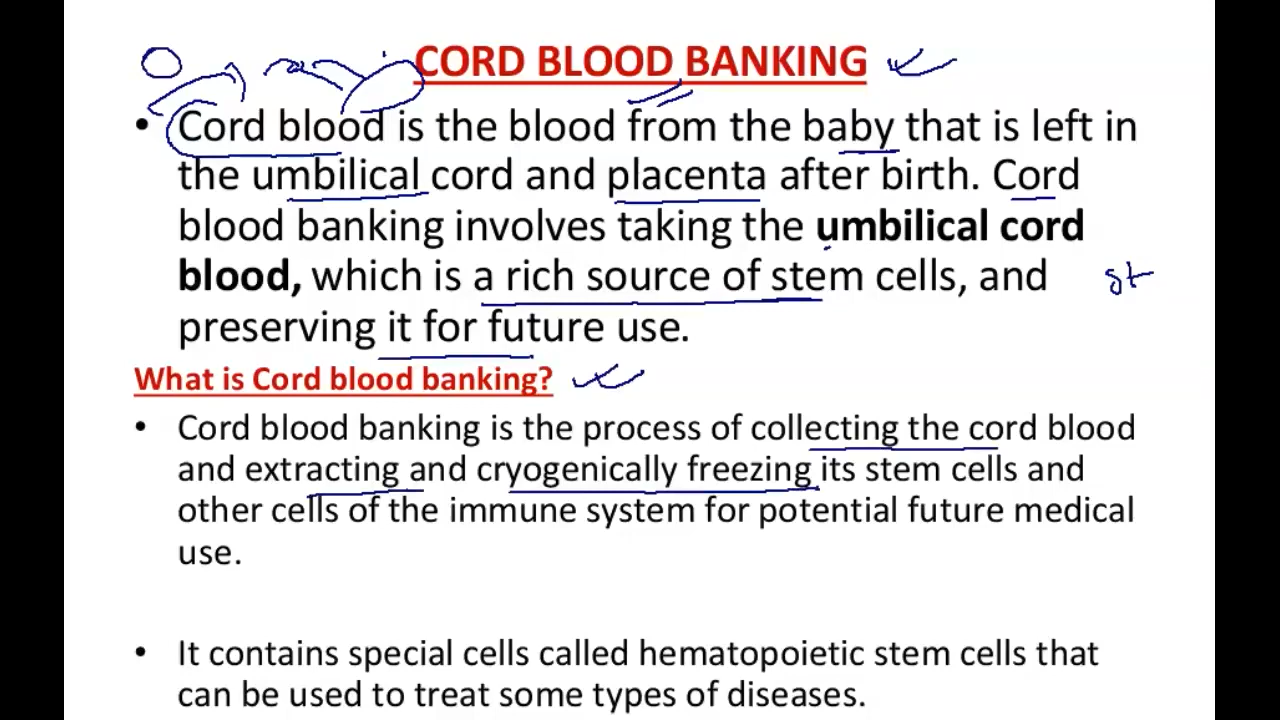 CORD BLOOD BANKING
• Cord blood is the blood from the baby that is left in
the umbilical cord and placenta after birth. Cord
blood banking involves taking the umbilical cord
blood, which is a rich source of stem cells, and
st
preserving it for future use.
What is Cord blood banking?
• Cord blood banking is the process of collecting the cord blood
and extracting and cryogenically freezing its stem cells and
other cells of the immune system for potential future medical
use.
• It contains special cells called hematopoietic stem cells that
can be used to treat some types of diseases.